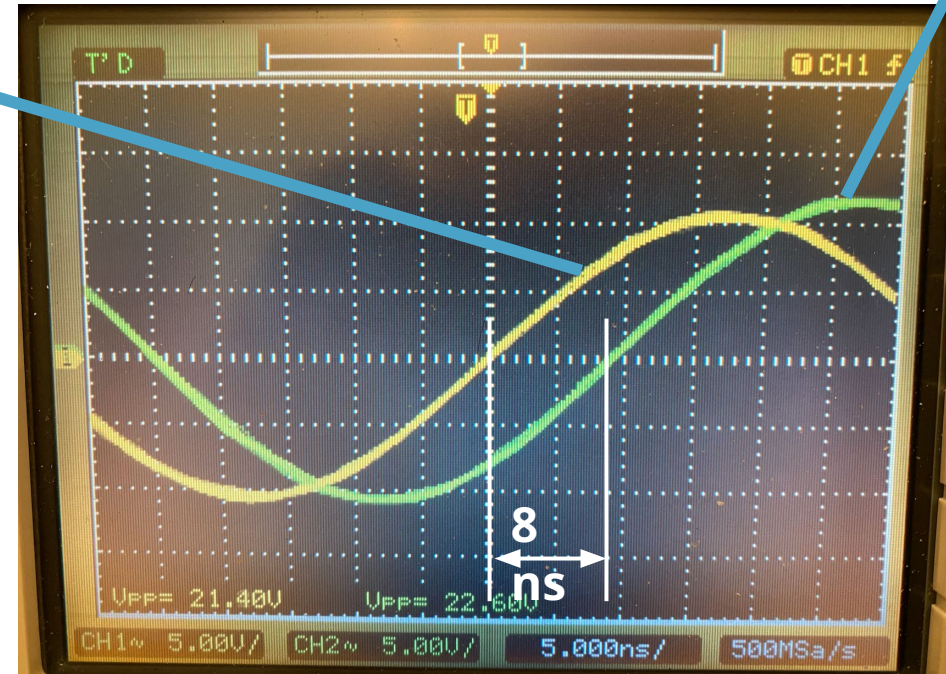 T'D
T CH1
T
8
ns
VPP= 21.40V VPP= 22.60V
CH1~ 5.00V/ CH2~ 5.00V/ 5.000ns/ 500MSa/s